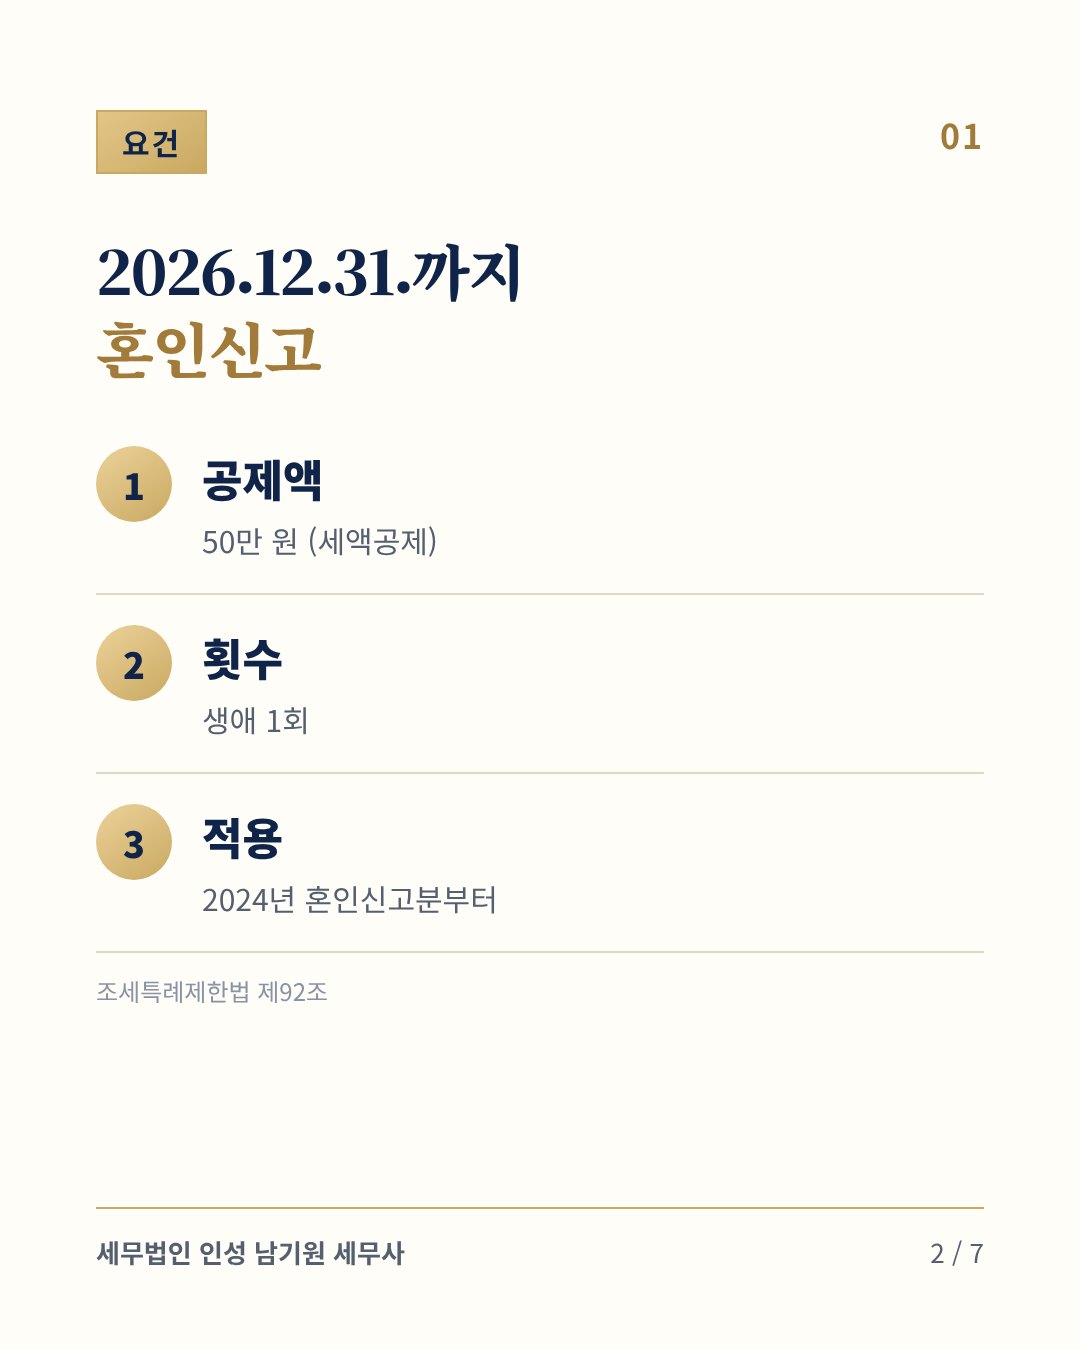 요건
01
2026.12.31.까지
혼인신고
1
공제액
50만 원 (세액공제)
2
횟수
생애 1회
3
적용
2024년 혼인신고분부터
조세특례제한법 제92조
세무법인 인성 남기원 세무사
2 / 7